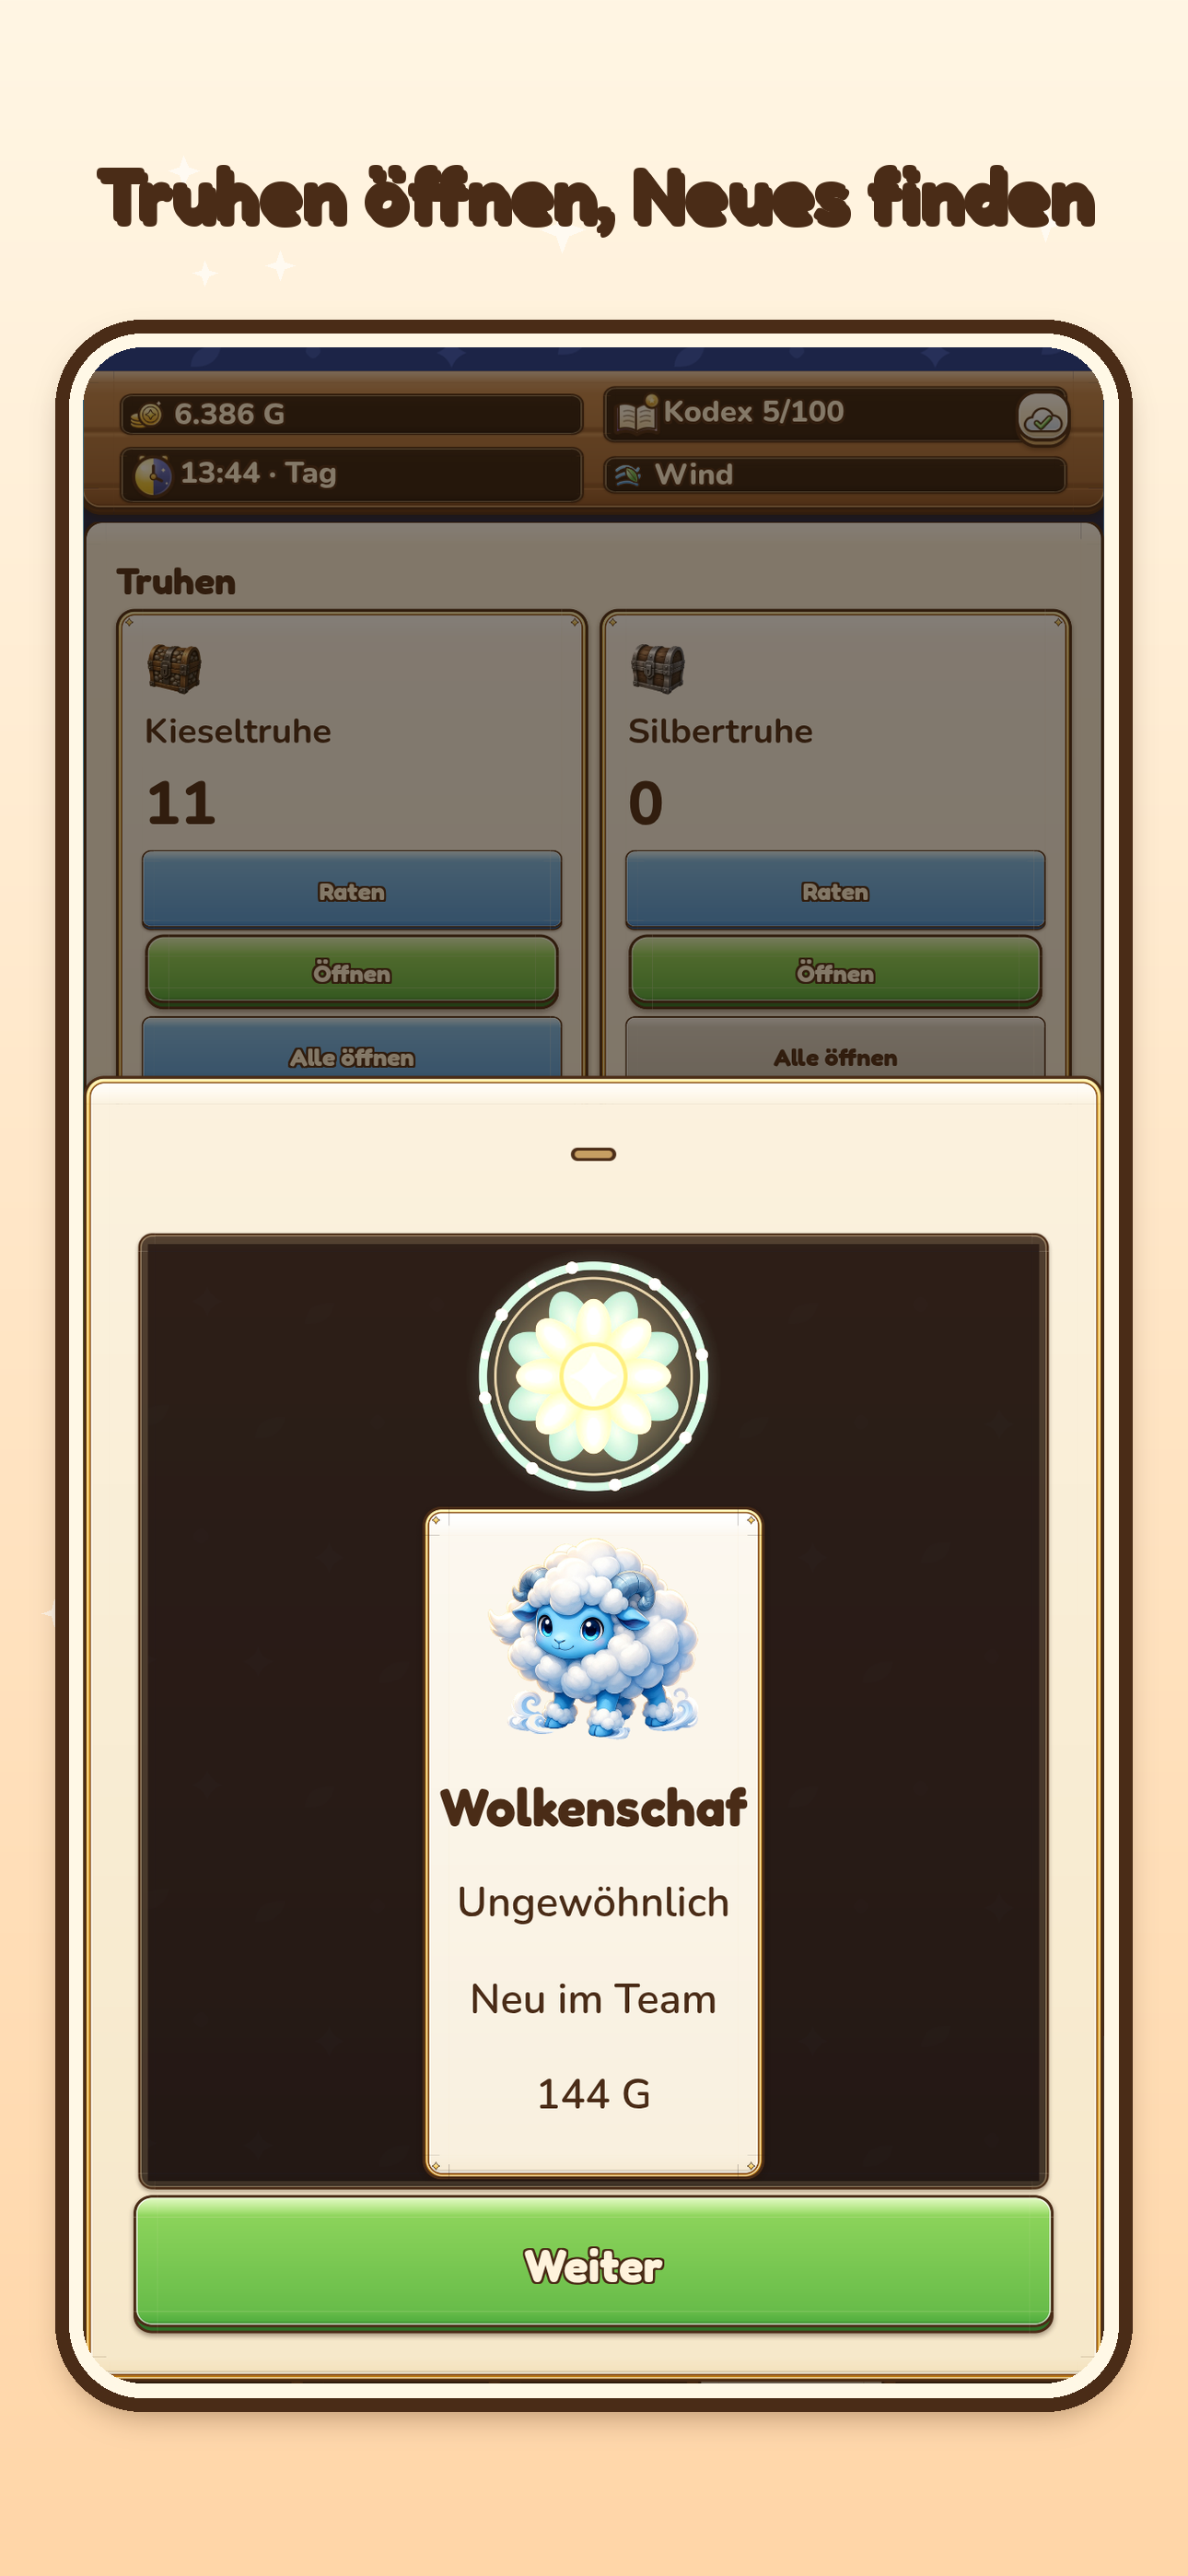 Truhen öffnen, Neues finden
6.386 G
Kodex 5/100
13:44 · Tag
Wind
Truhen
Kieseltruhe
Silbertruhe
11
0
Raten
Raten
Öffnen
Öffnen
Alle öffnen
Alle öffnen
Wolkenschaf
Ungewöhnlich
Neu im Team
144 G
Weiter